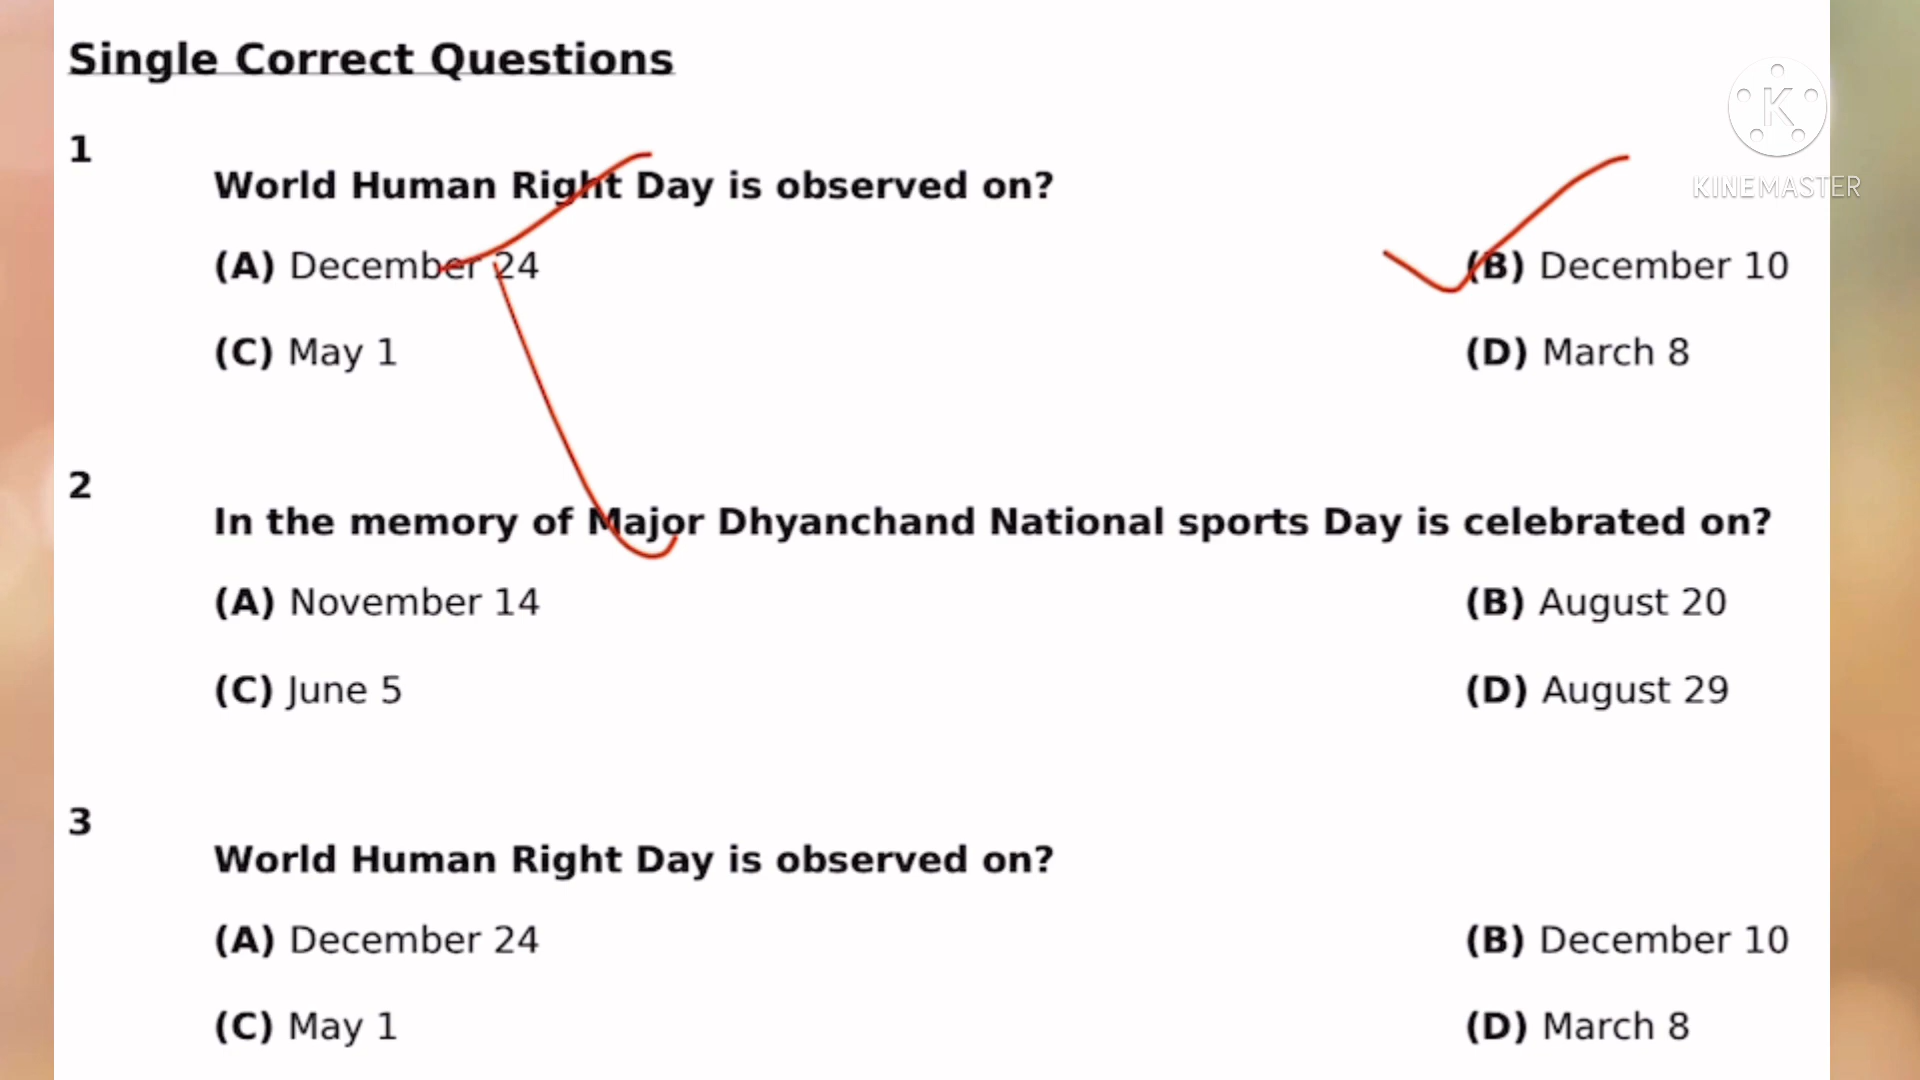 Single Correct Questions
1
World Human Right Day is observed on?
(A) December 24 (B) December 10
(C) May 1 (D) March 8
2
In the memory of Major Dhyanchand National sports Day is celebrated on?
(A) November 14 (B) August 20
(C) June 5 (D) August 29
3
World Human Right Day is observed on?
(A) December 24 (B) December 10
(C) May 1 (D) March 8
K
KINEMASTER